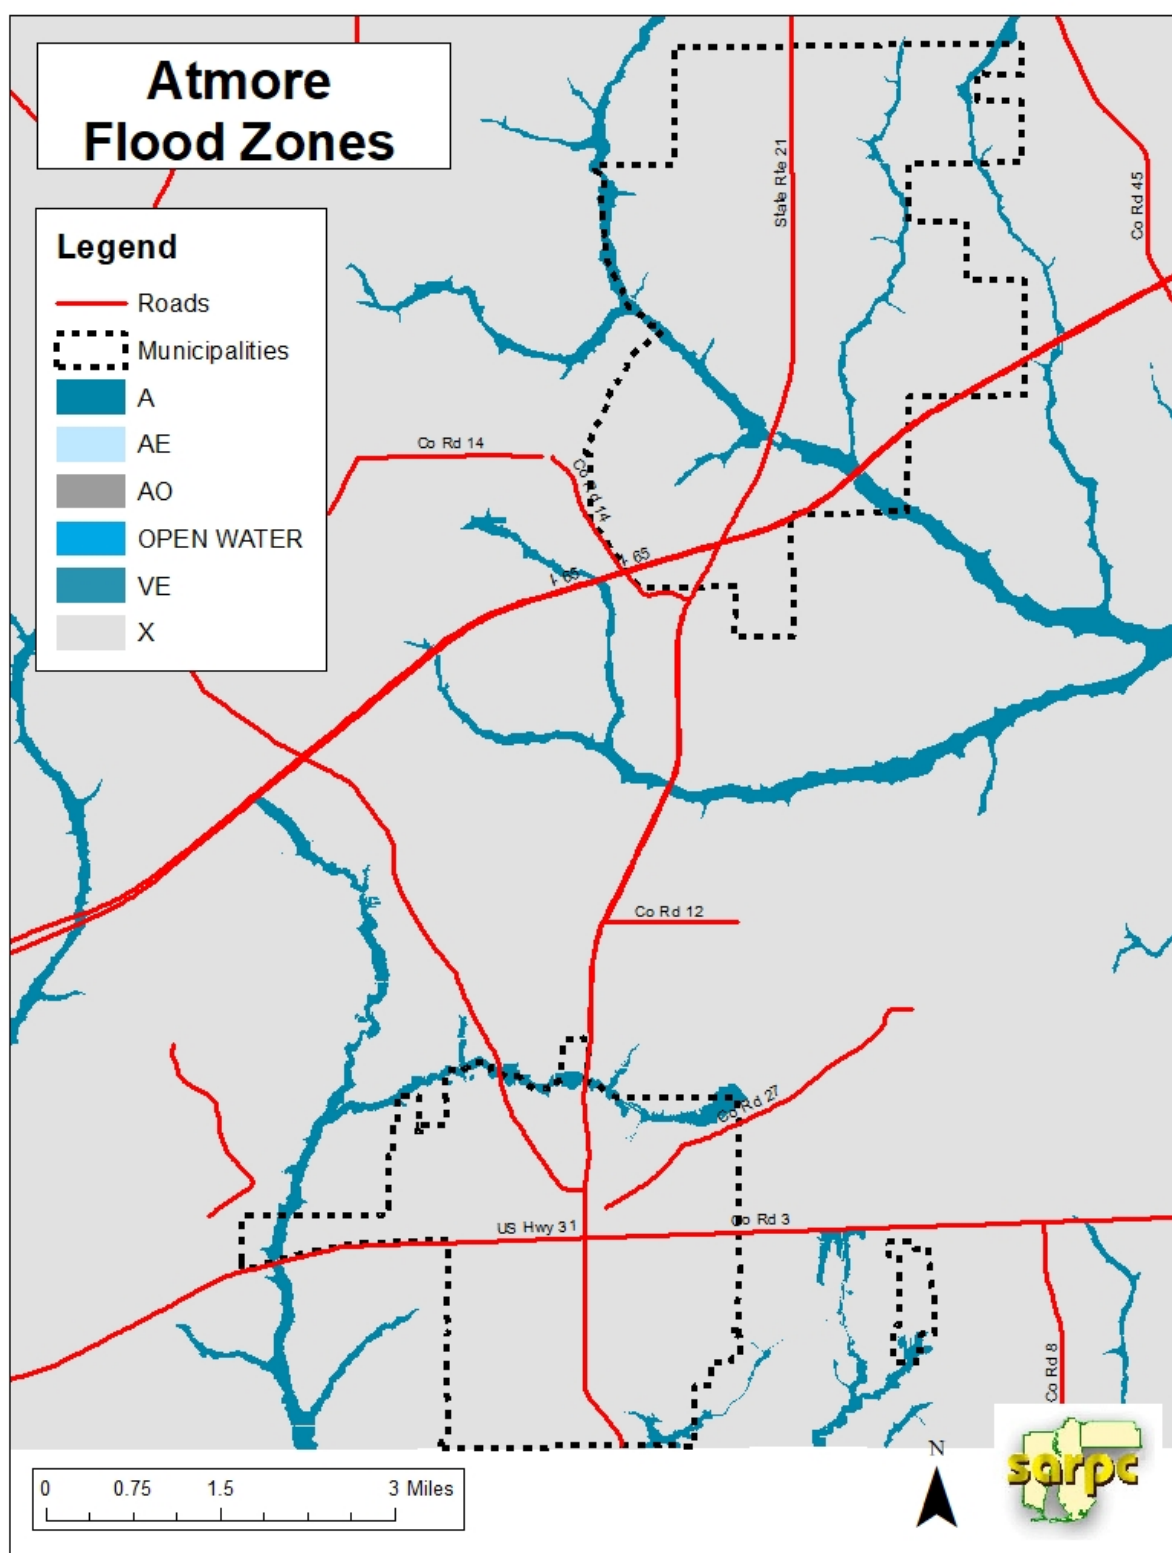 Atmore
Flood Zones
Legend
Roads
Municipalities
A
AE
AO
OPEN WATER
VE
X
State Rte 21
Co Rd 45
Co Rd 14
Co Rd 14
I- 65
I- 65
Co Rd 12
Co Rd 27
US Hwy 31
Co Rd 3
Co Rd 8
0 0.75 1.5 3 Miles
N
sarpc